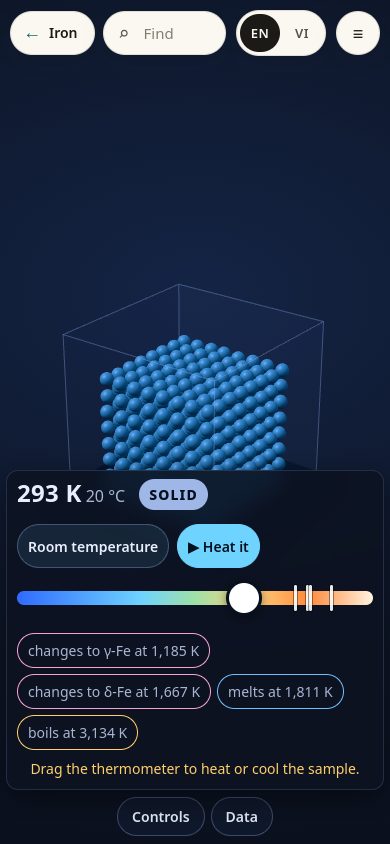 ← Iron
⌕ Find
EN VI
≡
293 K 20 °C SOLID
Room temperature
▶ Heat it
changes to γ-Fe at 1,185 K
changes to δ-Fe at 1,667 K
melts at 1,811 K
boils at 3,134 K
Drag the thermometer to heat or cool the sample.
Controls
Data